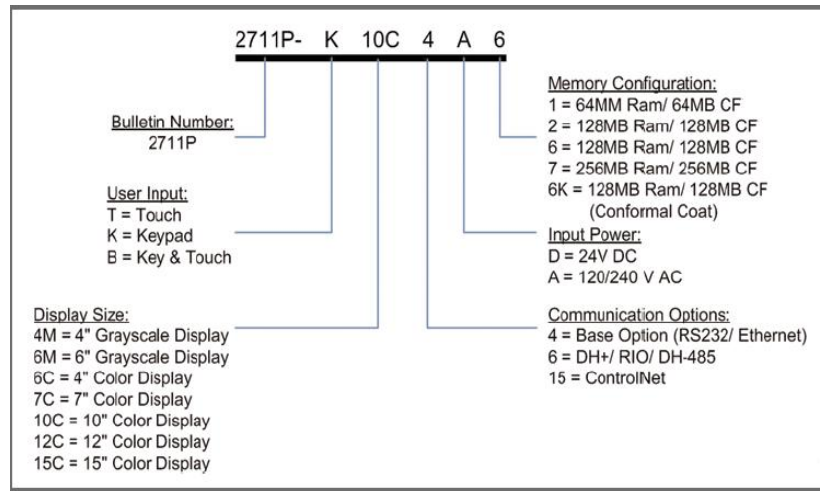 2711P- K 10C 4 A 6
Bulletin Number:
2711P
User Input:
T = Touch
K = Keypad
B = Key & Touch
Display Size:
4M = 4" Grayscale Display
6M = 6" Grayscale Display
6C = 4" Color Display
7C = 7" Color Display
10C = 10" Color Display
12C = 12" Color Display
15C = 15" Color Display
Memory Configuration:
1 = 64MM Ram/ 64MB CF
2 = 128MB Ram/ 128MB CF
6 = 128MB Ram/ 128MB CF
7 = 256MB Ram/ 256MB CF
6K = 128MB Ram/ 128MB CF
(Conformal Coat)
Input Power:
D = 24V DC
A = 120/240 V AC
Communication Options:
4 = Base Option (RS232/ Ethernet)
6 = DH+/ RIO/ DH-485
15 = ControlNet